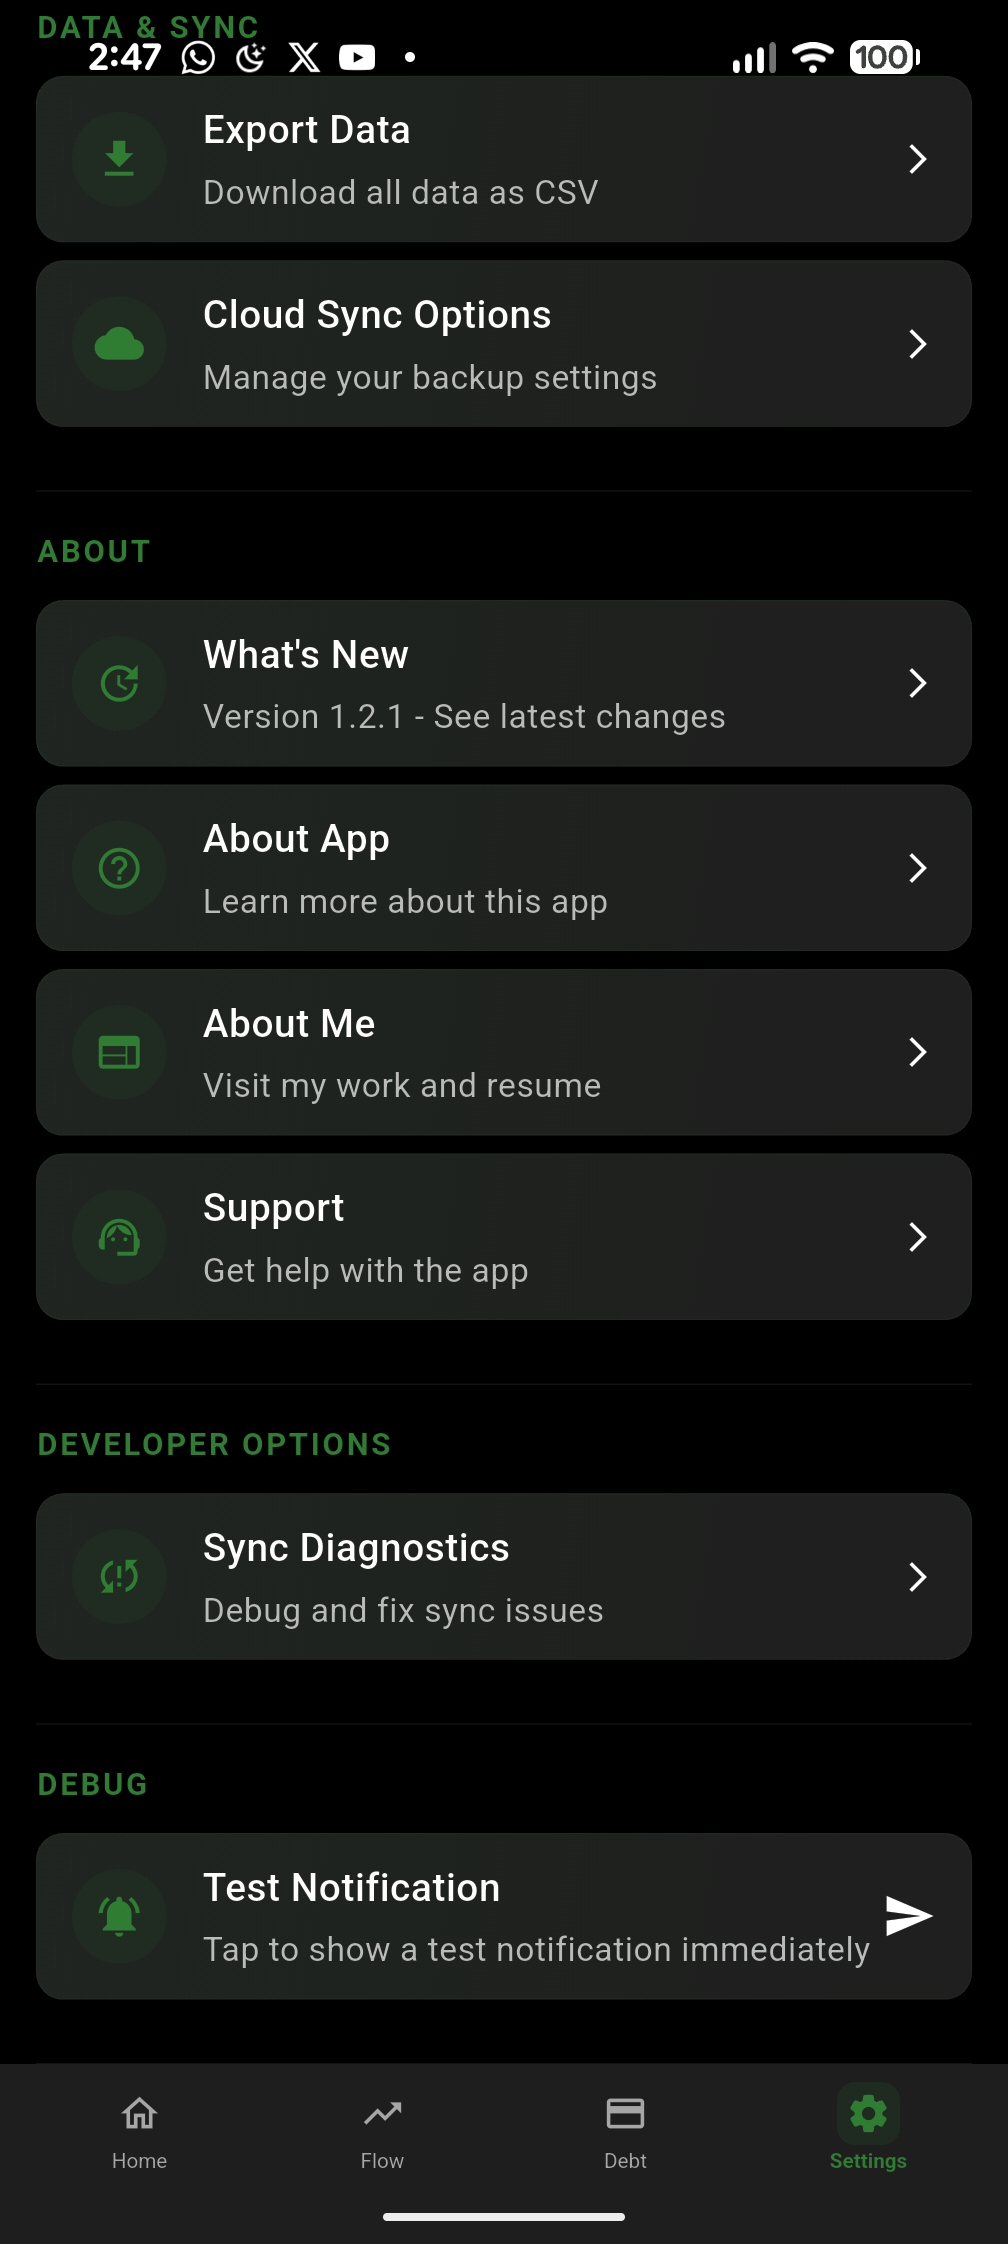 DATA & SYNC
2:47
100
Export Data
Download all data as CSV
Cloud Sync Options
Manage your backup settings
ABOUT
What's New
Version 1.2.1 - See latest changes
About App
Learn more about this app
About Me
Visit my work and resume
Support
Get help with the app
DEVELOPER OPTIONS
Sync Diagnostics
Debug and fix sync issues
DEBUG
Test Notification
Tap to show a test notification immediately
Home
Flow
Debt
Settings